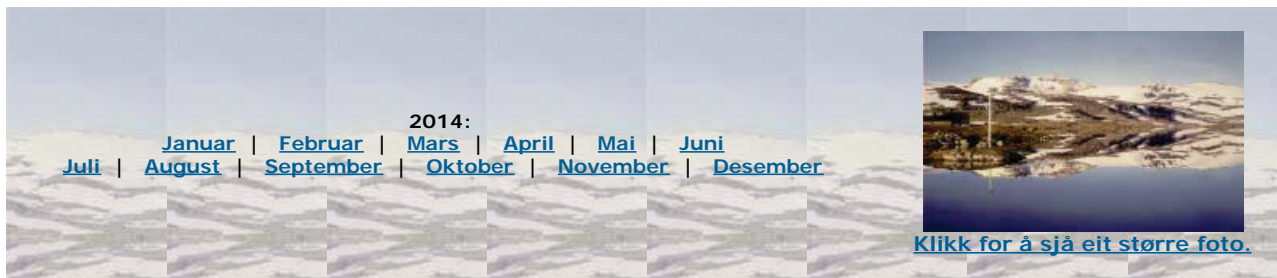 2014:
Januar | Februar | Mars | April | Mai | Juni
Juli | August | September | Oktober | November | Desember
Klikk for å sjå eit større foto.